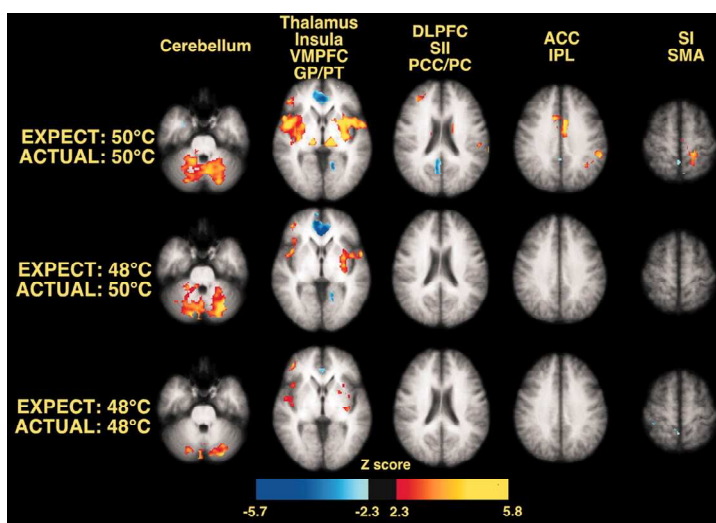 Cerebellum
Thalamus
Insula
VMPFC
GP/PT
DLPFC
SII
PCC/PC
ACC
IPL
SI
SMA
EXPECT: 50°C
ACTUAL: 50°C
EXPECT: 48°C
ACTUAL: 50°C
EXPECT: 48°C
ACTUAL: 48°C
Z score
-5.7 -2.3 2.3 5.8